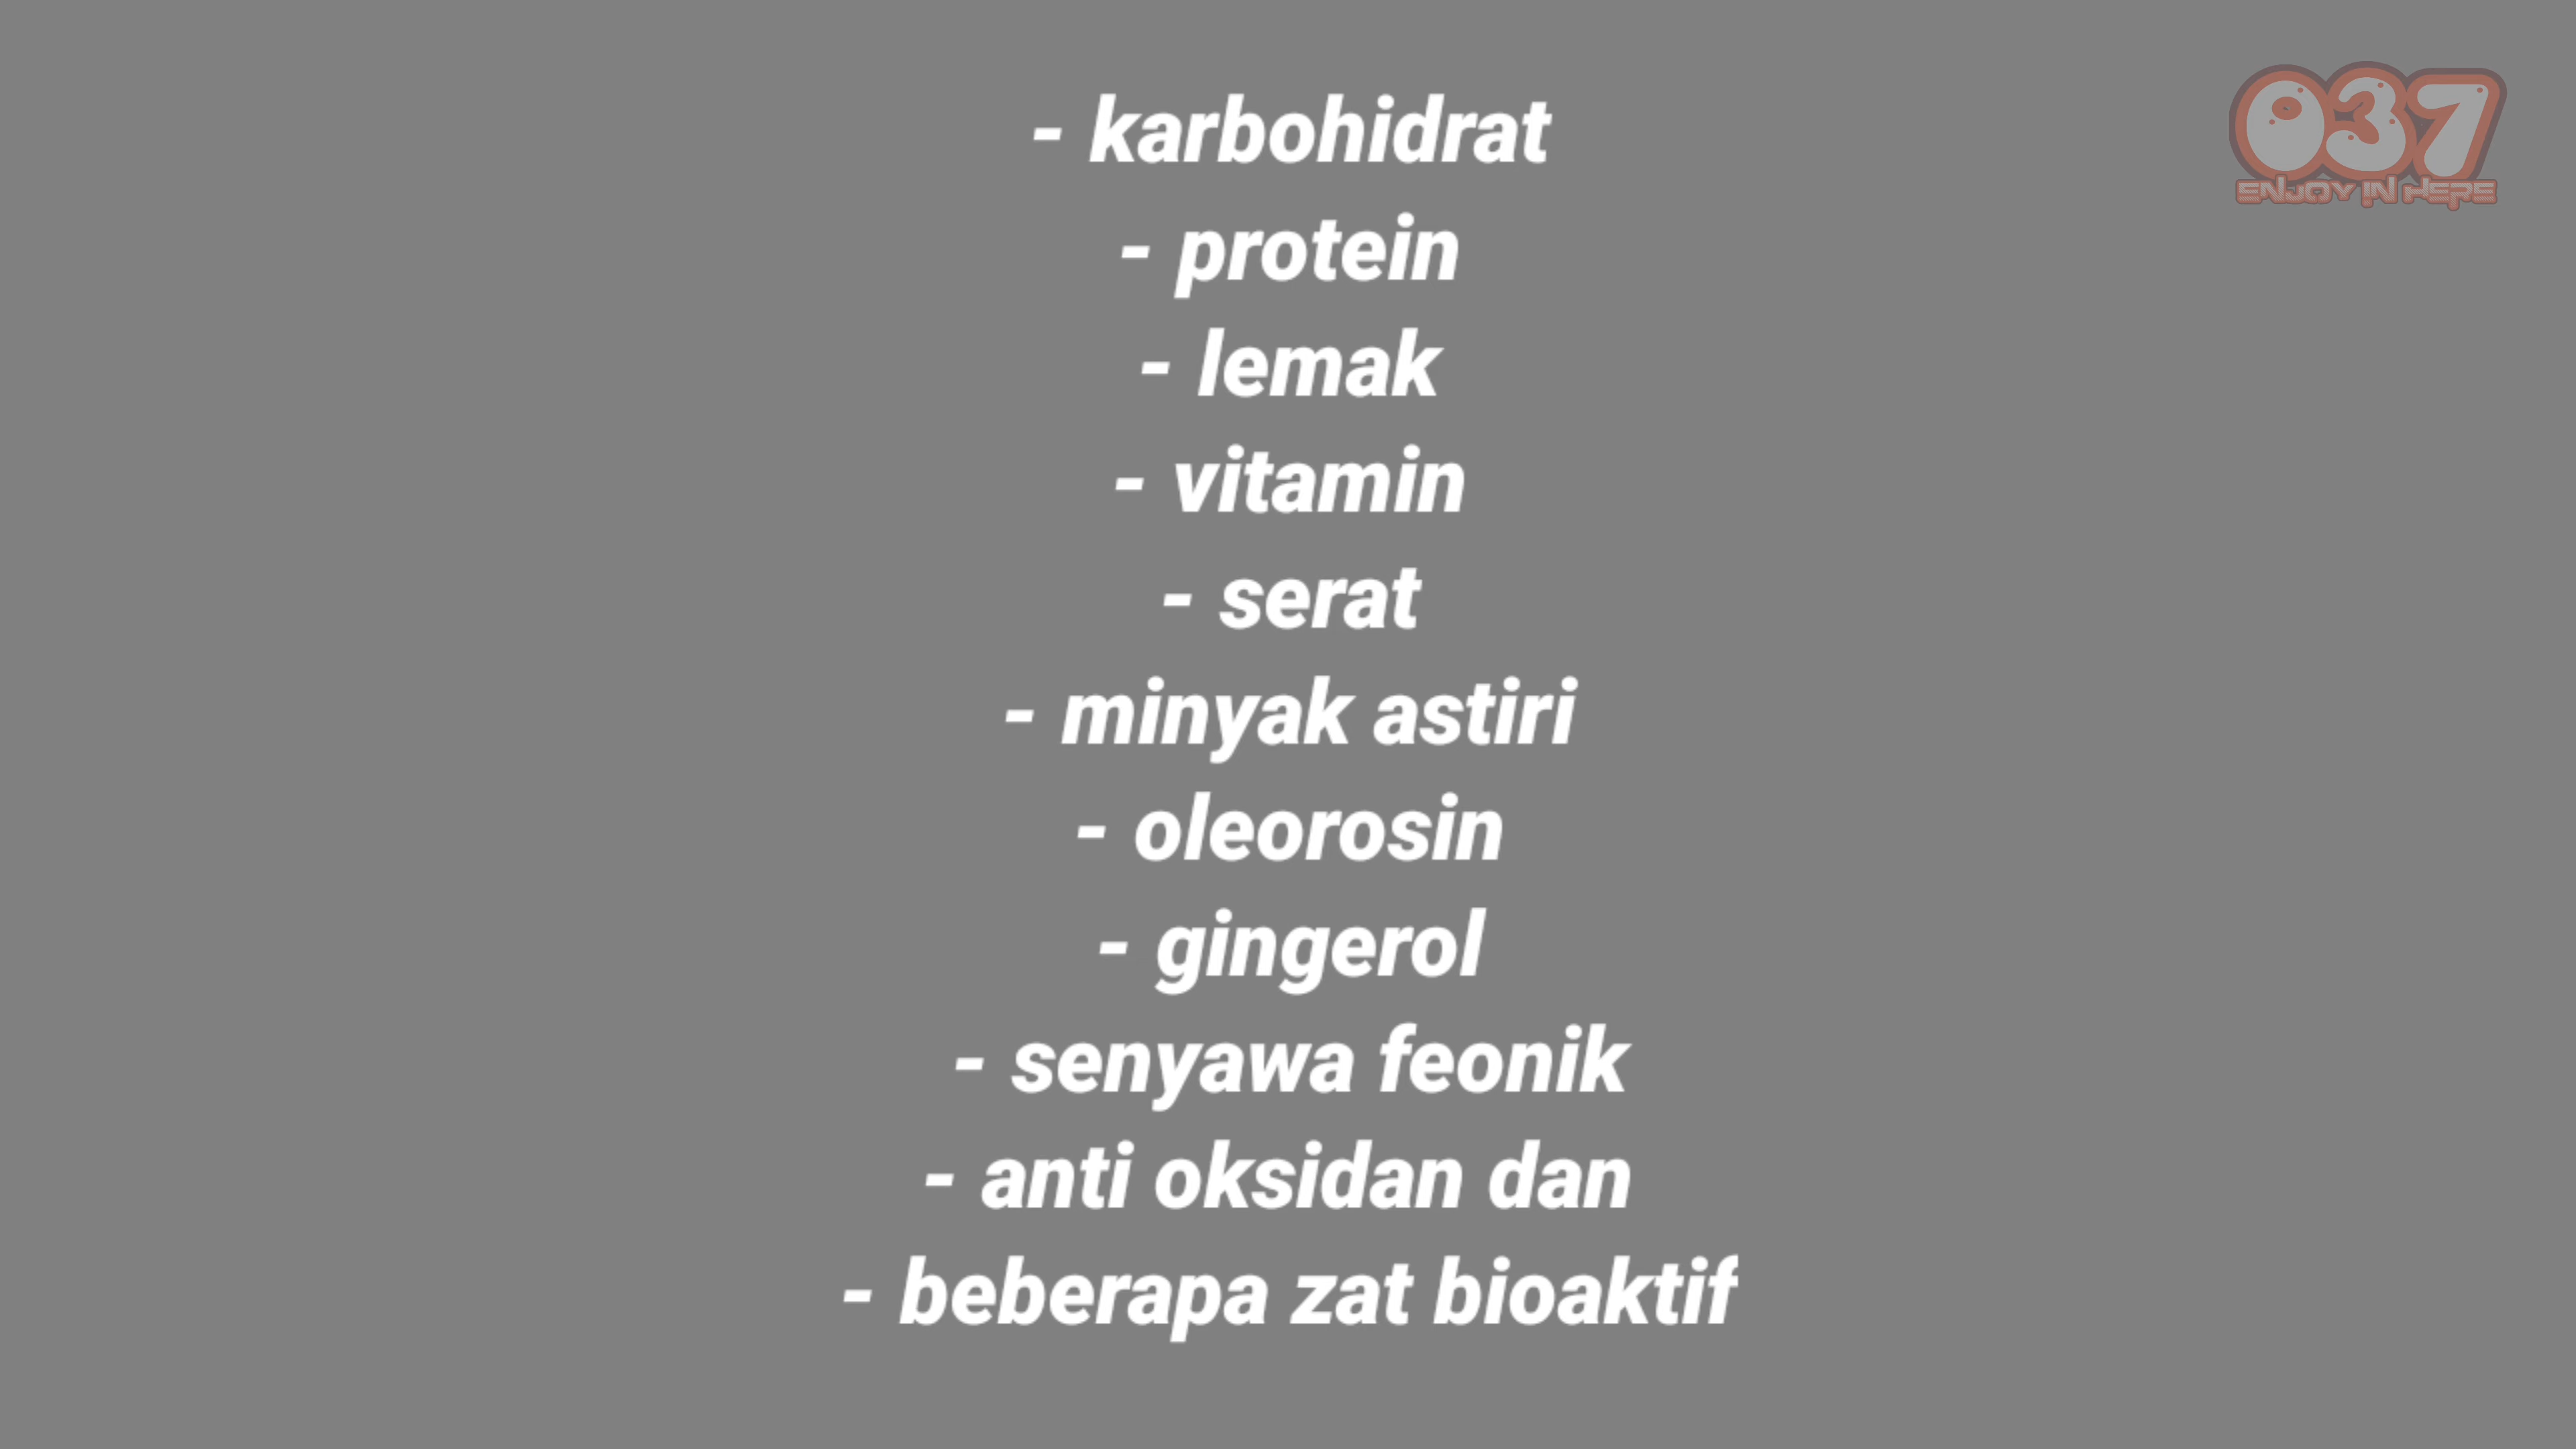 - karbohidrat
- protein
- lemak
- vitamin
- serat
- minyak astiri
- oleorosin
- gingerol
- senyawa feonik
- anti oksidan dan
- beberapa zat bioaktif
037
ENJOY IN HERE